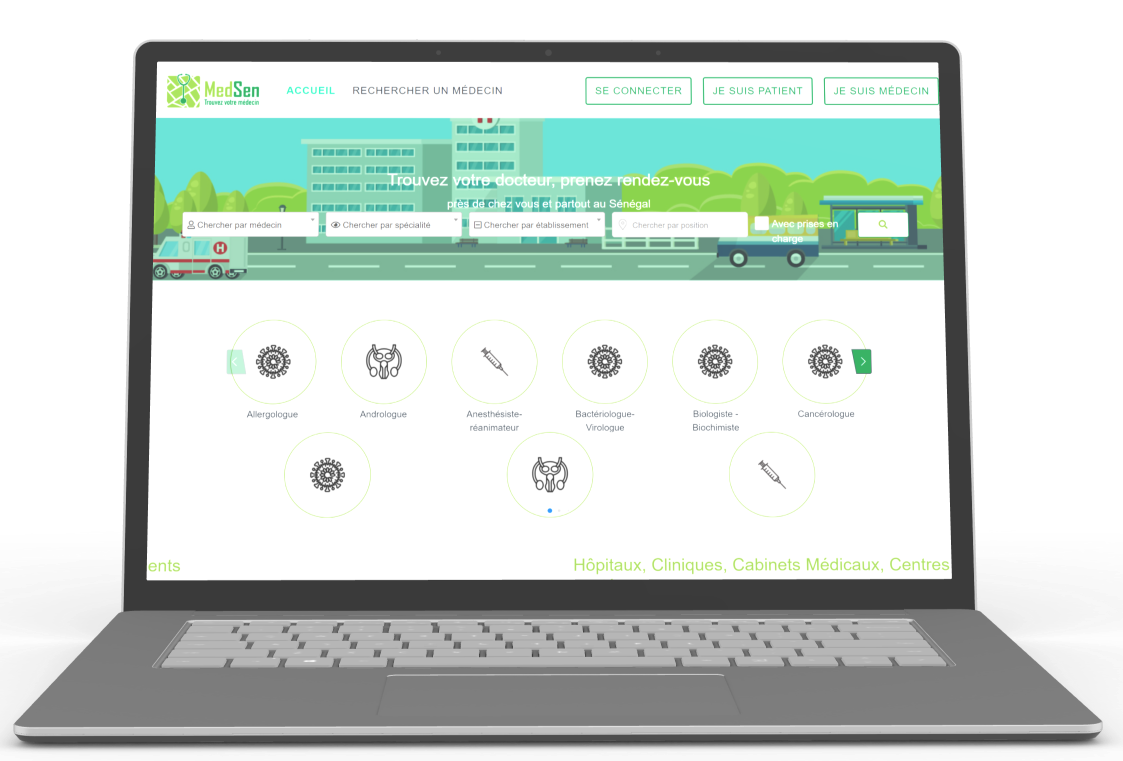 MedSen
Trouvez votre médecin
ACCUEIL
RECHERCHER UN MÉDECIN
SE CONNECTER
JE SUIS PATIENT
JE SUIS MÉDECIN
Trouvez votre docteur, prenez rendez-vous
près de chez vous et partout au Sénégal
Chercher par médecin
Chercher par spécialité
Chercher par établissement
Chercher par position
Avec prises en
charge
H
Allergologue
Andrologue
Anesthésiste-
réanimateur
Bactériologue-
Virologue
Biologiste -
Biochimiste
Cancérologue
ents
Hôpitaux, Cliniques, Cabinets Médicaux, Centres